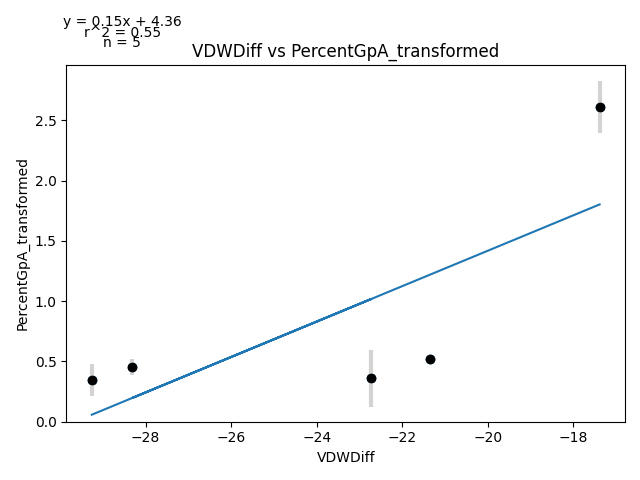 y = 0.15x + 4.36
r^2 = 0.55
n = 5
VDWDiff vs PercentGpA_transformed
PercentGpA_transformed
2.5
2.0
1.5
1.0
0.5
0.0
−28
−26
−24
−22
−20
−18
VDWDiff